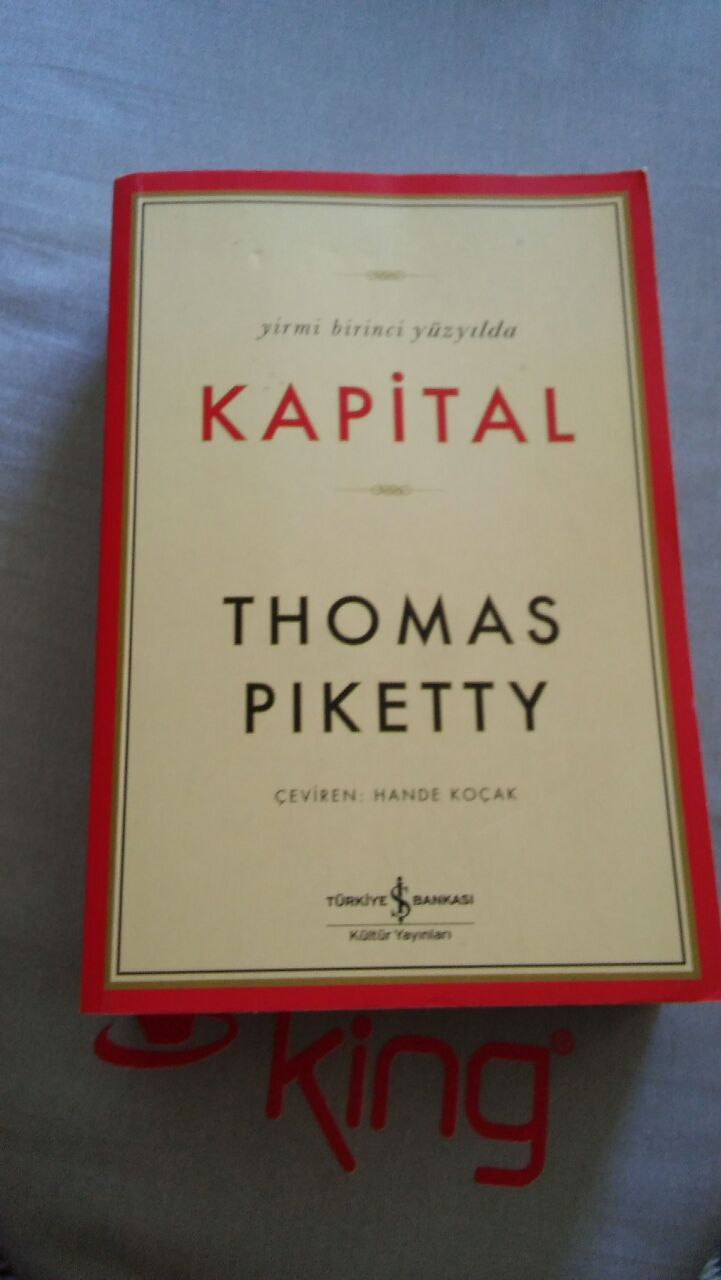 yirmi birinci yüzyılda
KAPİTAL
THOMAS
PIKETTY
ÇEVİREN: HANDE KOÇAK
TÜRKİYE İŞ BANKASI
Kültür Yayınları
king®